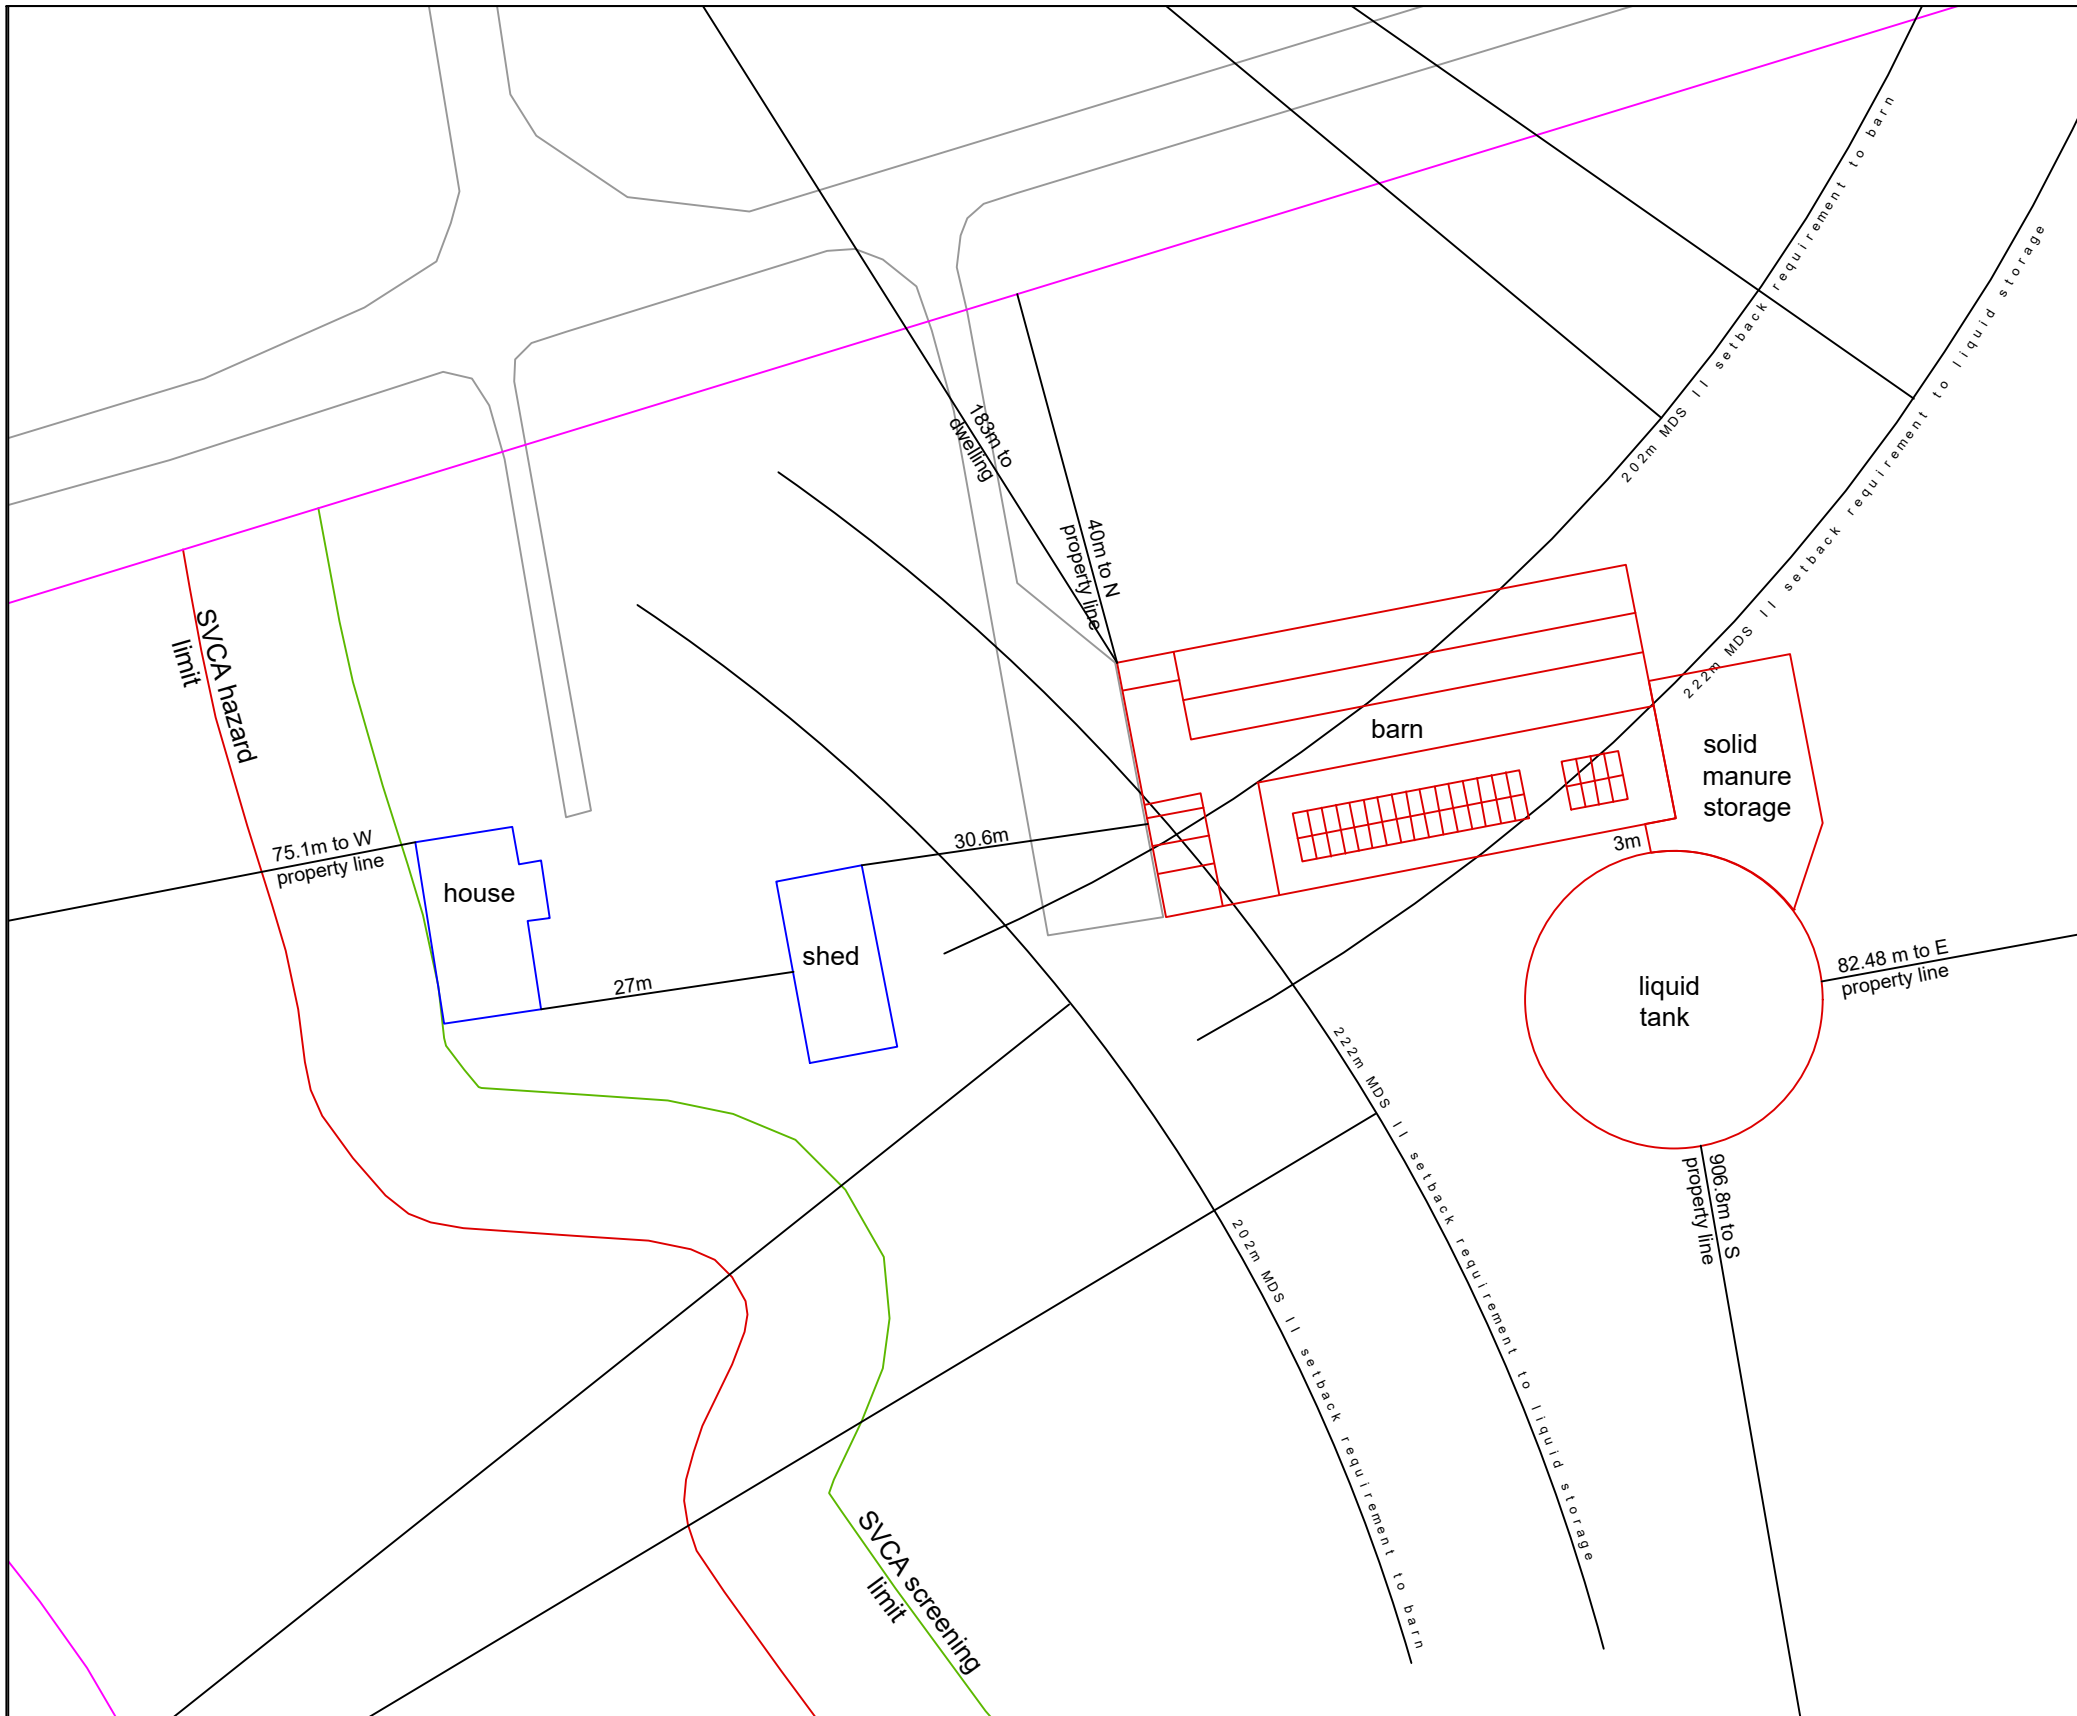 202m MDS II setback requirement to barn
222m MDS II setback requirement to liquid storage
183m to
dwelling
40m to N
property line
SVCA hazard
limit
barn
solid
manure
storage
75.1m to W
property line
house
30.6m
3m
shed
27m
liquid
tank
82.48 m to E
property line
222m MDS II setback requirement to liquid storage
202m MDS II setback requirement to barn
906.8m to S
property line
SVCA screening
limit